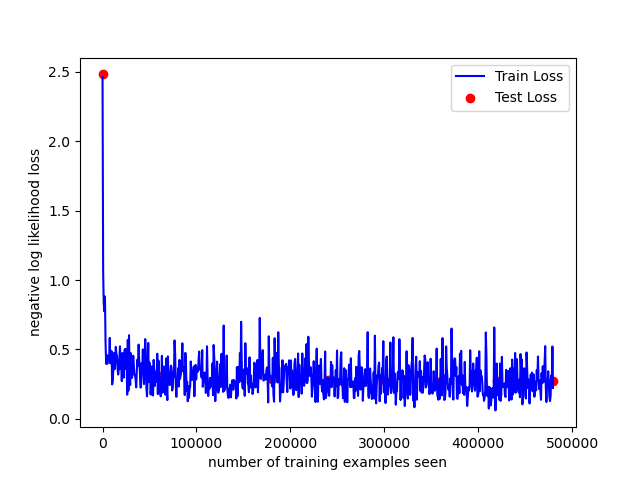 Train Loss
Test Loss
2.5
2.0
1.5
1.0
0.5
0.0
negative log likelihood loss
0 100000 200000 300000 400000 500000
number of training examples seen